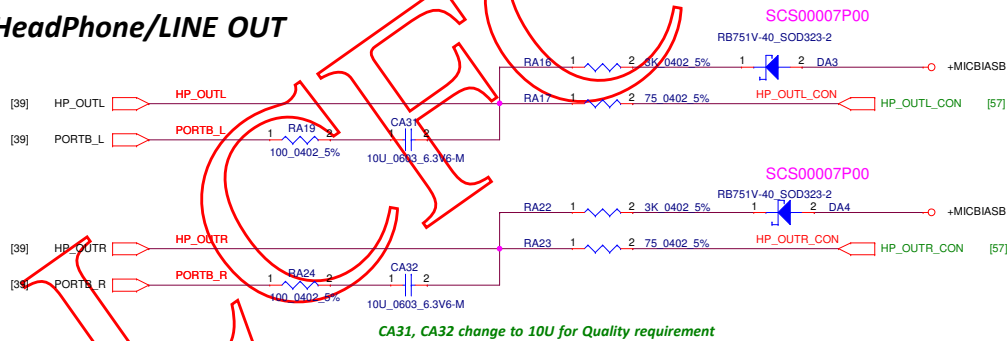 HeadPhone/LINE OUT
SCS00007P00
RB751V-40_SOD323-2
RA16 1 2 3K_0402_5% 1 2 DA3 +MICBIASB
[39] HP_OUTL HP_OUTL RA17 1 2 75_0402_5% HP_OUTL_CON HP_OUTL_CON [57]
[39] PORTB_L PORTB_L 1 RA19 2 1 CA31 2
100_0402_5% 10U_0603_6.3V6-M
SCS00007P00
RB751V-40_SOD323-2
RA22 1 2 3K_0402_5% 1 2 DA4 +MICBIASB
[39] HP_OUTR HP_OUTR RA23 1 2 75_0402_5% HP_OUTR_CON HP_OUTR_CON [57]
[39] PORTB_R PORTB_R 1 RA24 2 1 CA32 2
100_0402_5% 10U_0603_6.3V6-M
CA31, CA32 change to 10U for Quality requirement